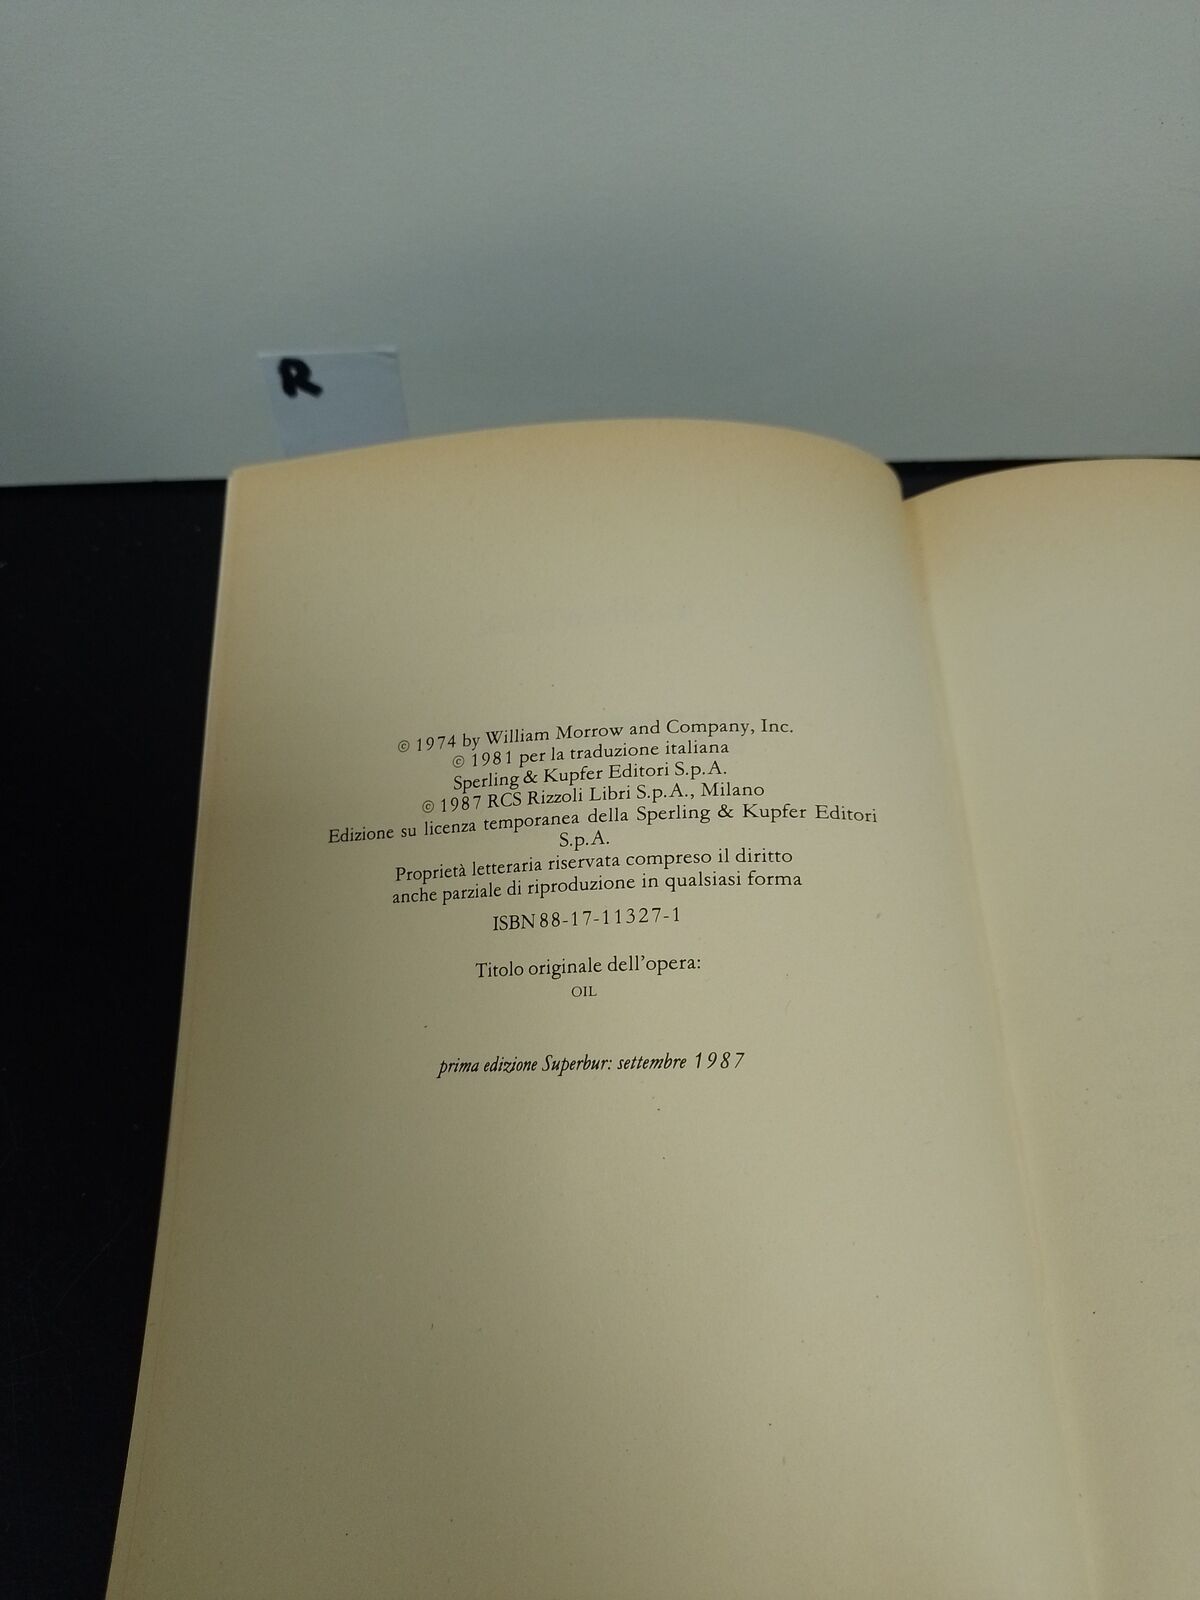 R
© 1974 by William Morrow and Company, Inc.
© 1981 per la traduzione italiana
Sperling & Kupfer Editori S.p.A.
© 1987 RCS Rizzoli Libri S.p.A., Milano
Edizione su licenza temporanea della Sperling & Kupfer Editori
S.p.A.
Proprietà letteraria riservata compreso il diritto
anche parziale di riproduzione in qualsiasi forma
ISBN 88-17-11327-1
Titolo originale dell'opera:
OIL
prima edizione Superbur: settembre 1987